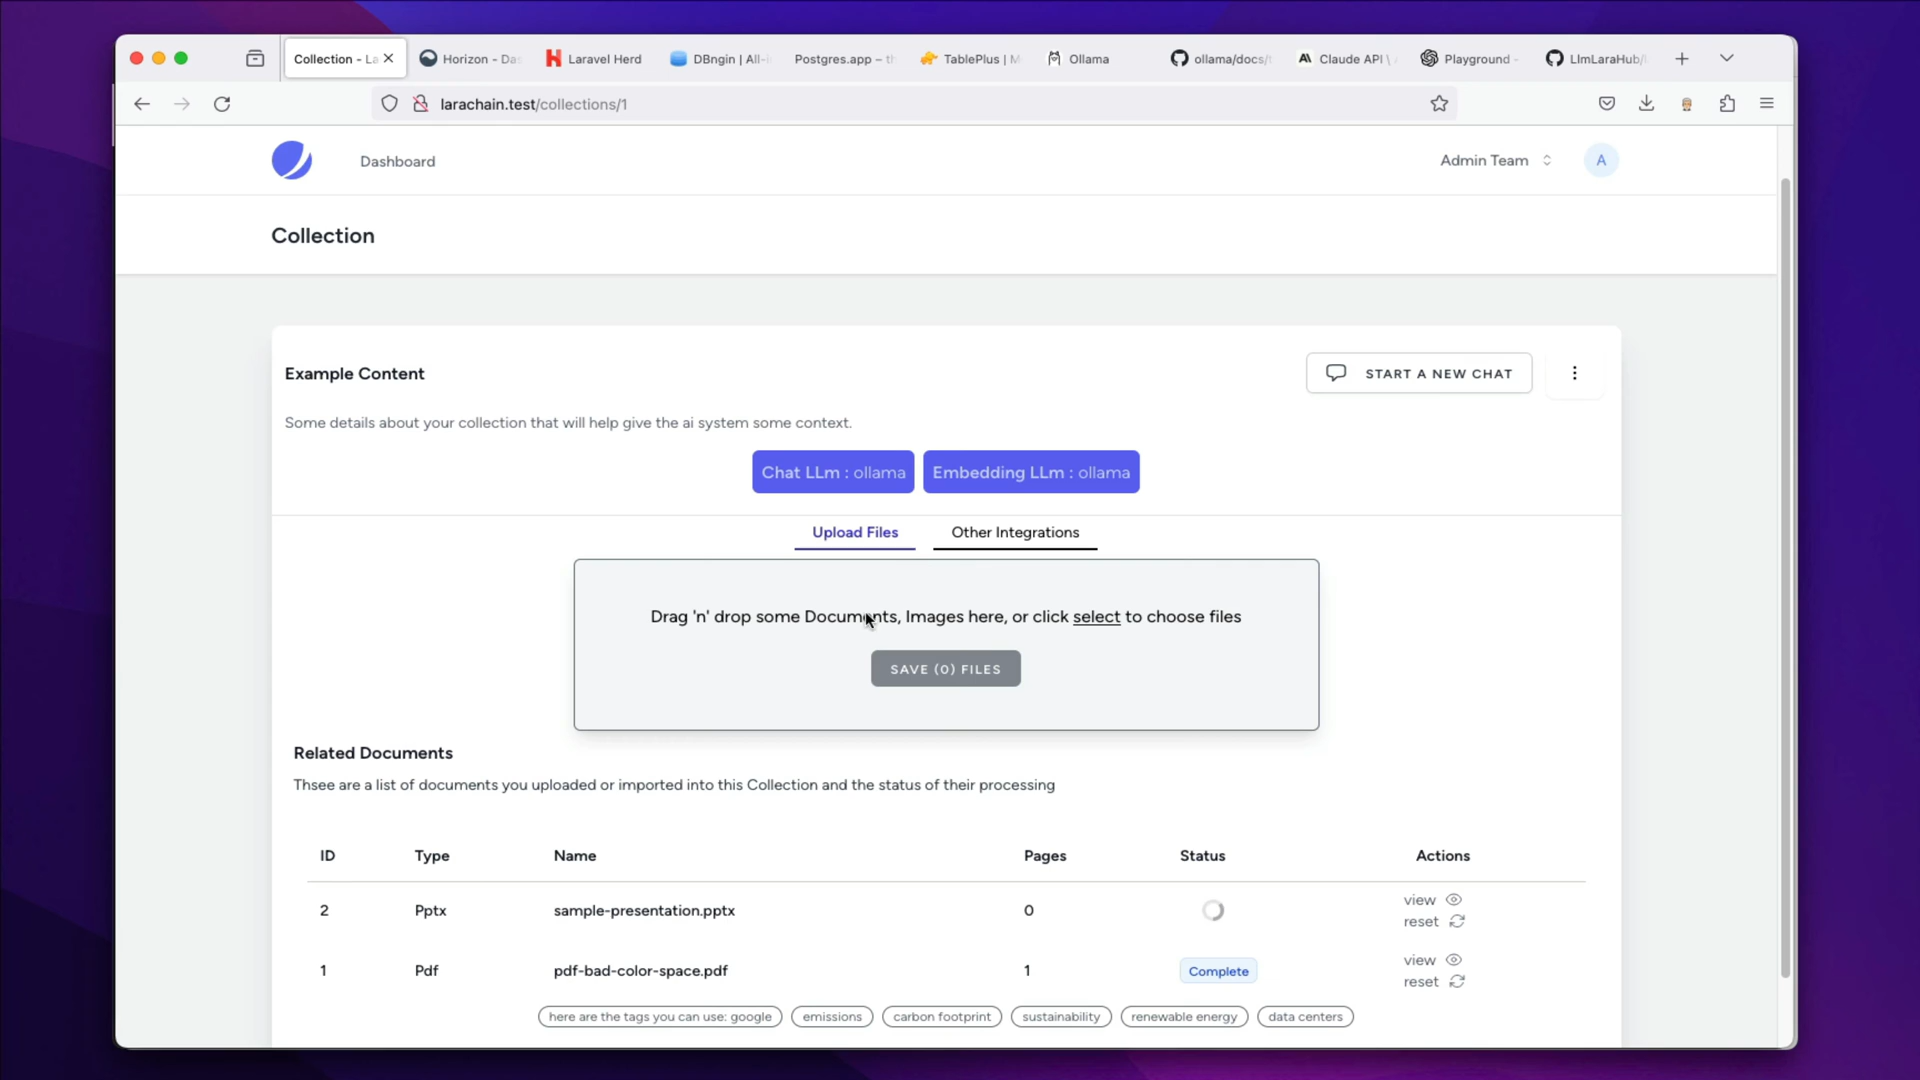 Collection - La
Horizon - Da
Laravel Herd
DBngin | All-i
Postgres.app – th
TablePlus | M
Ollama
ollama/docs/
Claude API \
Playground -
LlmLaraHub/
larachain.test/collections/1
Dashboard
Admin Team
A
Collection
Example Content
START A NEW CHAT
Some details about your collection that will help give the ai system some context.
Chat LLm : ollama
Embedding LLm : ollama
Upload Files
Other Integrations
Drag 'n' drop some Documents, Images here, or click select to choose files
SAVE (0) FILES
Related Documents
Thsee are a list of documents you uploaded or imported into this Collection and the status of their processing
ID Type Name Pages Status Actions
2 Pptx sample-presentation.pptx 0 view
reset
1 Pdf pdf-bad-color-space.pdf 1 Complete view
reset
here are the tags you can use: google emissions carbon footprint sustainability renewable energy data centers